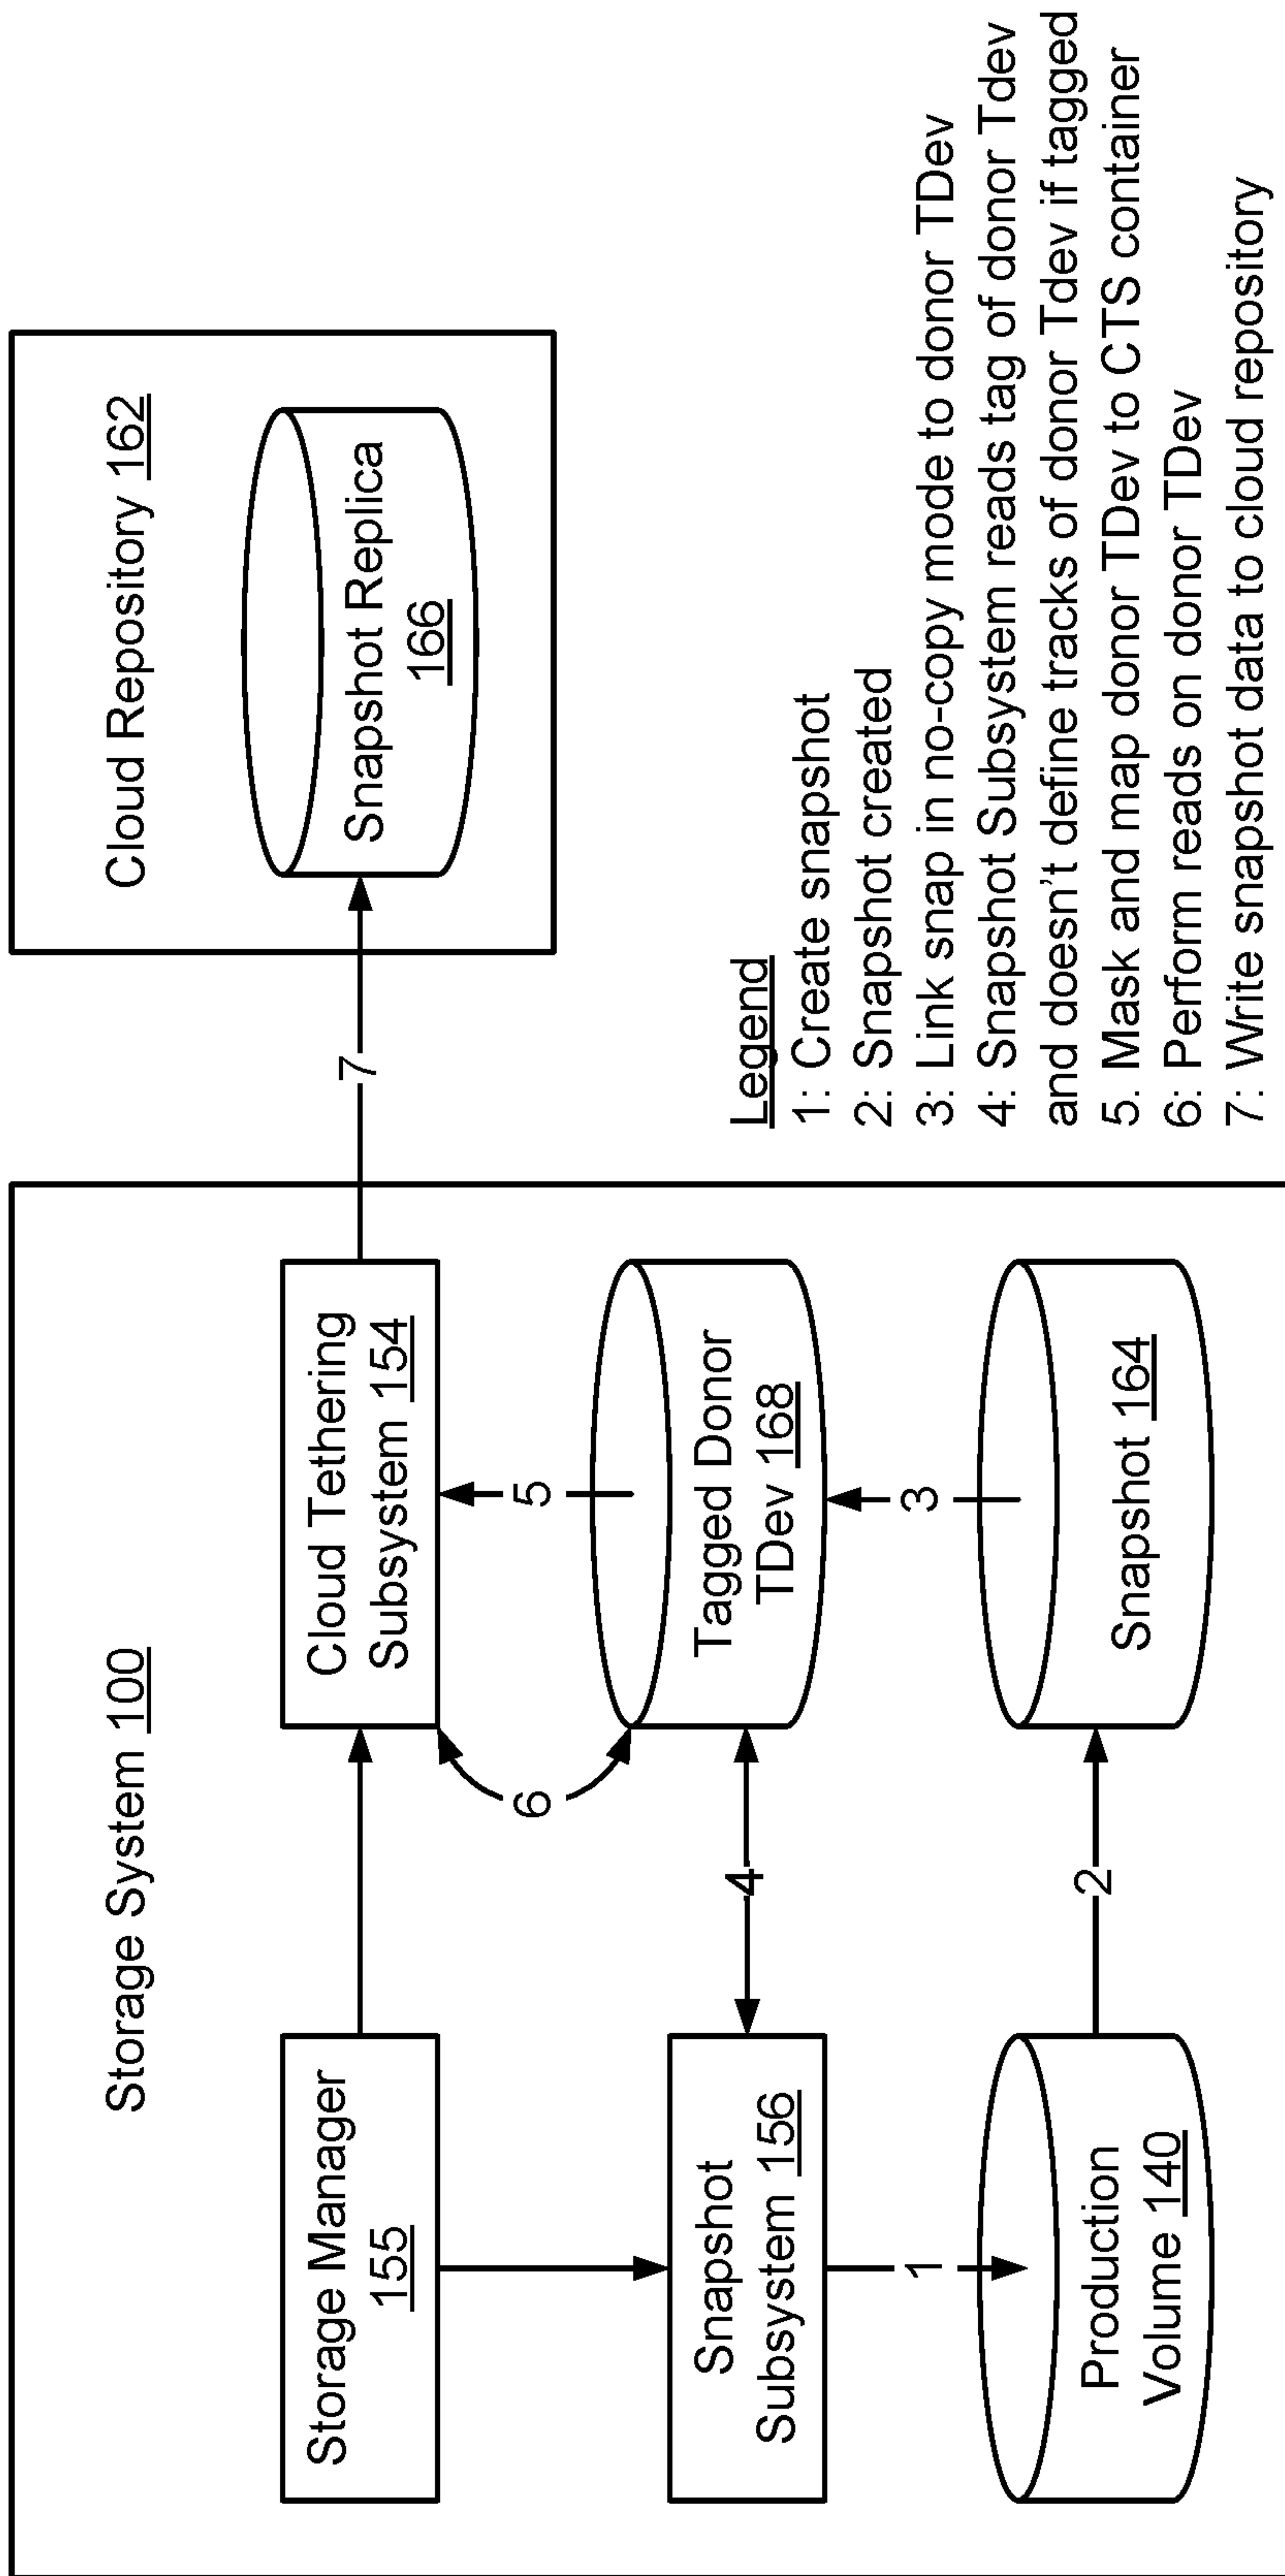 Storage System 100
Storage Manager
155
Cloud Tethering
Subsystem 154
6
5
Snapshot
Subsystem 156
4
Tagged Donor
TDev 168
1
3
Production
Volume 140
2
Snapshot 164
7
Cloud Repository 162
Snapshot Replica
166
Legend
1: Create snapshot
2: Snapshot created
3: Link snap in no-copy mode to donor TDev
4: Snapshot Subsystem reads tag of donor Tdev
and doesn't define tracks of donor Tdev if tagged
5. Mask and map donor TDev to CTS container
6: Perform reads on donor TDev
7: Write snapshot data to cloud repository